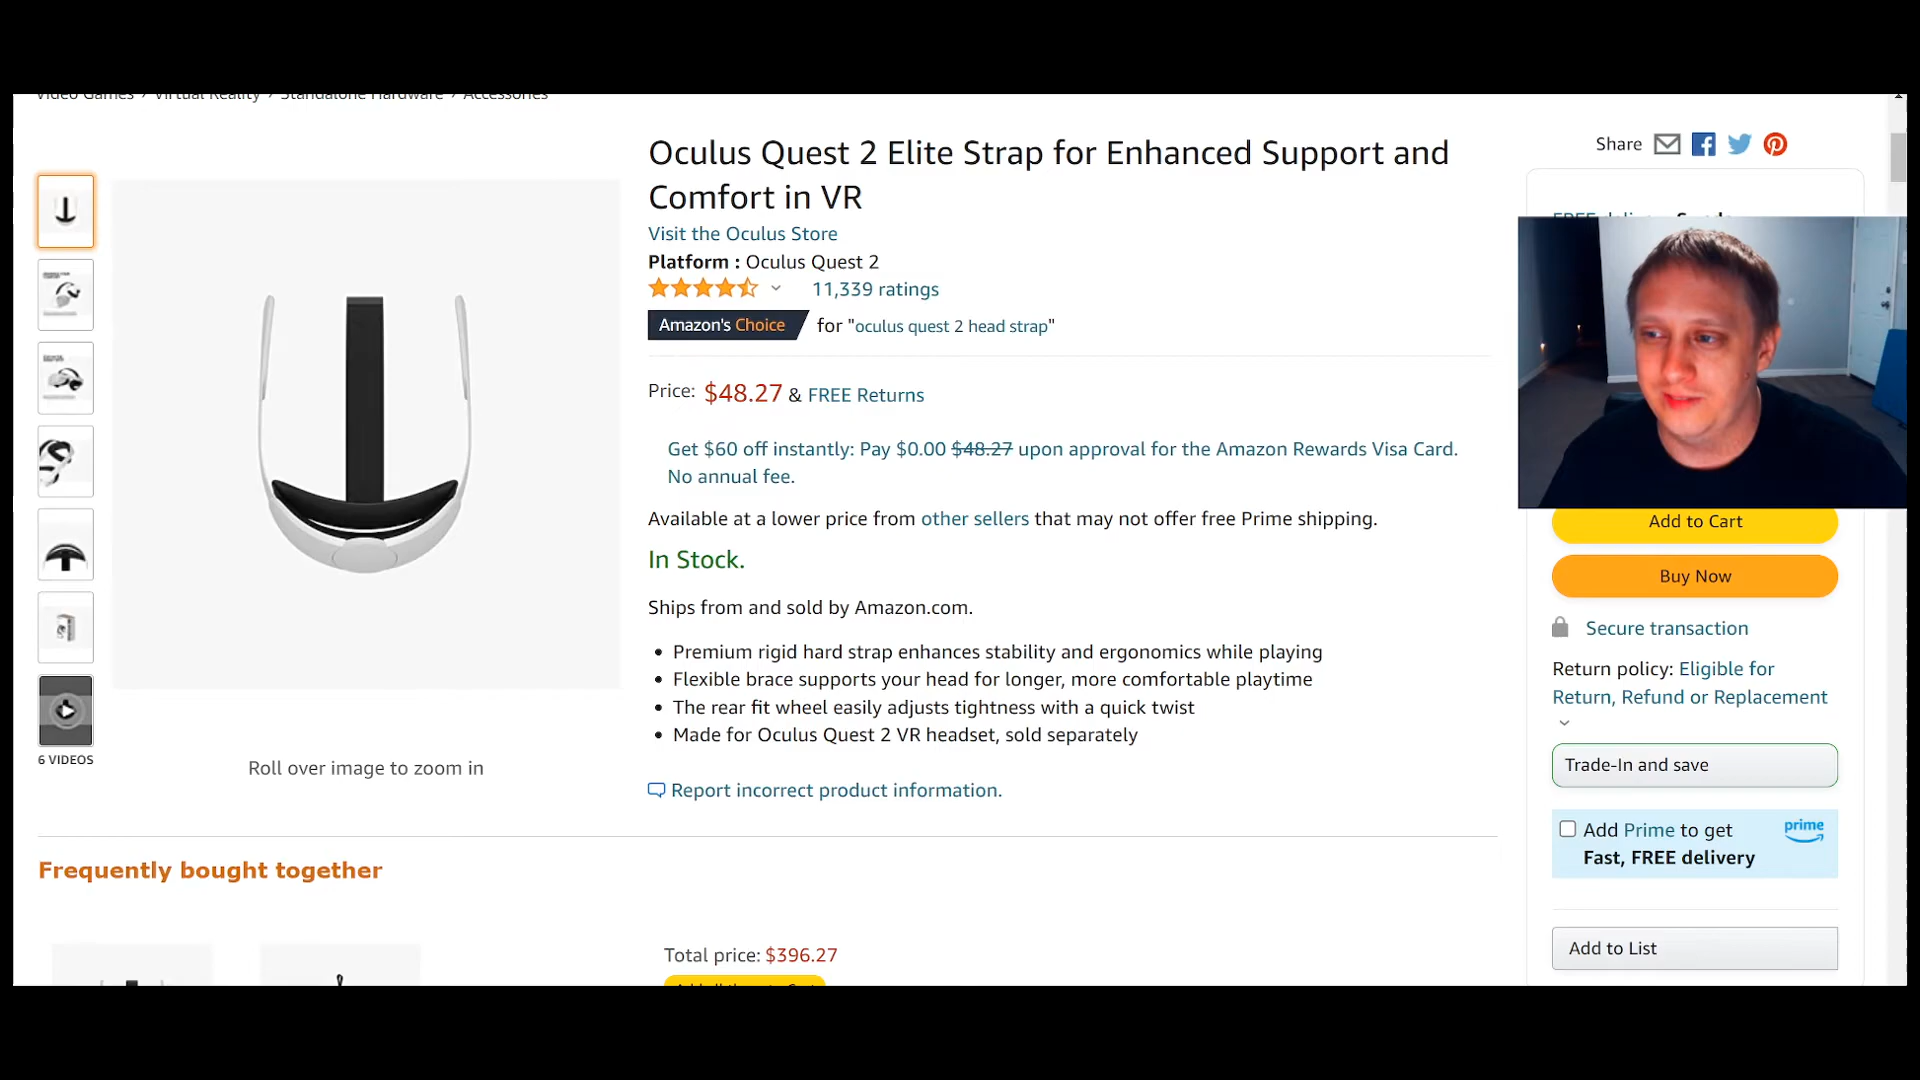 Video Games › Virtual Reality › Standalone Hardware › Accessories
Oculus Quest 2 Elite Strap for Enhanced Support and
Comfort in VR
Visit the Oculus Store
Platform : Oculus Quest 2
11,339 ratings
Amazon's Choice for "oculus quest 2 head strap"
Price: $48.27 & FREE Returns
Get $60 off instantly: Pay $0.00 $48.27 upon approval for the Amazon Rewards Visa Card.
No annual fee.
Available at a lower price from other sellers that may not offer free Prime shipping.
In Stock.
Ships from and sold by Amazon.com.
• Premium rigid hard strap enhances stability and ergonomics while playing
• Flexible brace supports your head for longer, more comfortable playtime
• The rear fit wheel easily adjusts tightness with a quick twist
• Made for Oculus Quest 2 VR headset, sold separately
Report incorrect product information.
6 VIDEOS
Roll over image to zoom in
Share
FREE
Add to Cart
Buy Now
Secure transaction
Return policy: Eligible for
Return, Refund or Replacement
Trade-In and save
Add Prime to get
Fast, FREE delivery
prime
Add to List
Frequently bought together
Total price: $396.27